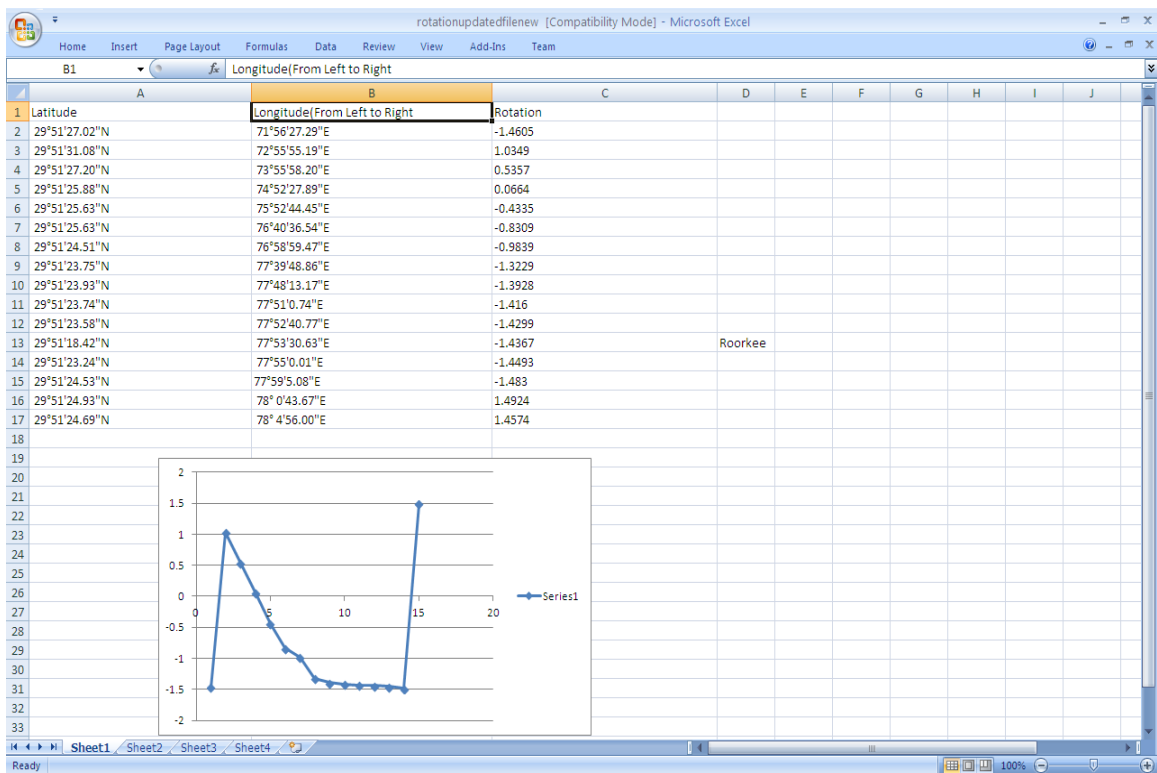 rotationupdatedfilenew [Compatibility Mode] - Microsoft Excel
Home Insert Page Layout Formulas Data Review View Add-Ins Team
B1 fx Longitude(From Left to Right
A B C D E F G H I J
1 Latitude Longitude(From Left to Right Rotation
2 29°51'27.02"N 71°56'27.29"E -1.4605
3 29°51'31.08"N 72°55'55.19"E 1.0349
4 29°51'27.20"N 73°55'58.20"E 0.5357
5 29°51'25.88"N 74°52'27.89"E 0.0664
6 29°51'25.63"N 75°52'44.45"E -0.4335
7 29°51'25.63"N 76°40'36.54"E -0.8309
8 29°51'24.51"N 76°58'59.47"E -0.9839
9 29°51'23.75"N 77°39'48.86"E -1.3229
10 29°51'23.93"N 77°48'13.17"E -1.3928
11 29°51'23.74"N 77°51'0.74"E -1.416
12 29°51'23.58"N 77°52'40.77"E -1.4299
13 29°51'18.42"N 77°53'30.63"E -1.4367 Roorkee
14 29°51'23.24"N 77°55'0.01"E -1.4493
15 29°51'24.53"N 77°59'5.08"E -1.483
16 29°51'24.93"N 78° 0'43.67"E 1.4924
17 29°51'24.69"N 78° 4'56.00"E 1.4574
18
19
20
21
22
23
24
25
26
27
28
29
30
31
32
33
2
1.5
1
0.5
0
-0.5
-1
-1.5
-2
0 5 10 15 20
Series1
Sheet1 Sheet2 Sheet3 Sheet4
Ready 100%